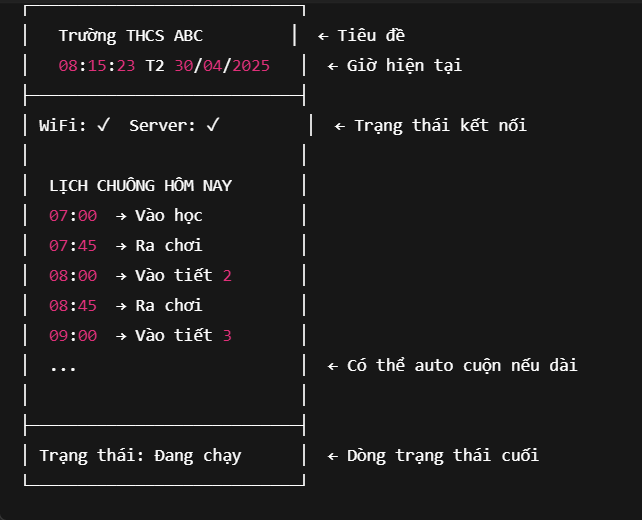 Trường THCS ABC ← Tiêu đề
08:15:23 T2 30/04/2025 ← Giờ hiện tại
WiFi: ✓ Server: ✓ ← Trạng thái kết nối
LỊCH CHUÔNG HÔM NAY
07:00 → Vào học
07:45 → Ra chơi
08:00 → Vào tiết 2
08:45 → Ra chơi
09:00 → Vào tiết 3
... ← Có thể auto cuộn nếu dài
Trạng thái: Đang chạy ← Dòng trạng thái cuối